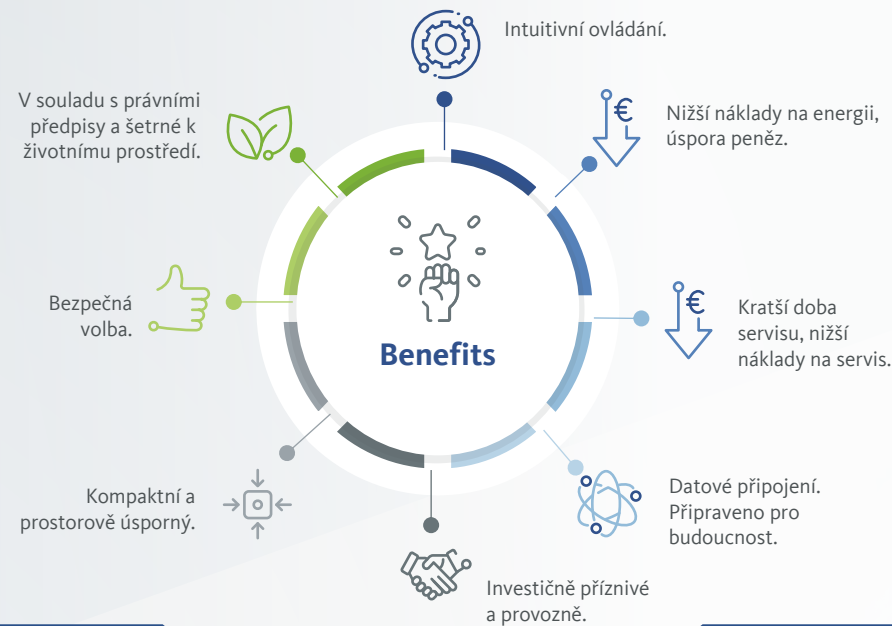 Intuitivní ovládání.
Nižší náklady na energii,
úspora peněz.
€
Kratší doba
servisu, nižší
náklady na servis.
€
Datové připojení.
Připraveno pro
budoucnost.
Investičně příznivé
a provozně.
Kompaktní a
prostorově úsporný.
Bezpečná
volba.
V souladu s právními
předpisy a šetrné k
životnímu prostředí.
Benefits